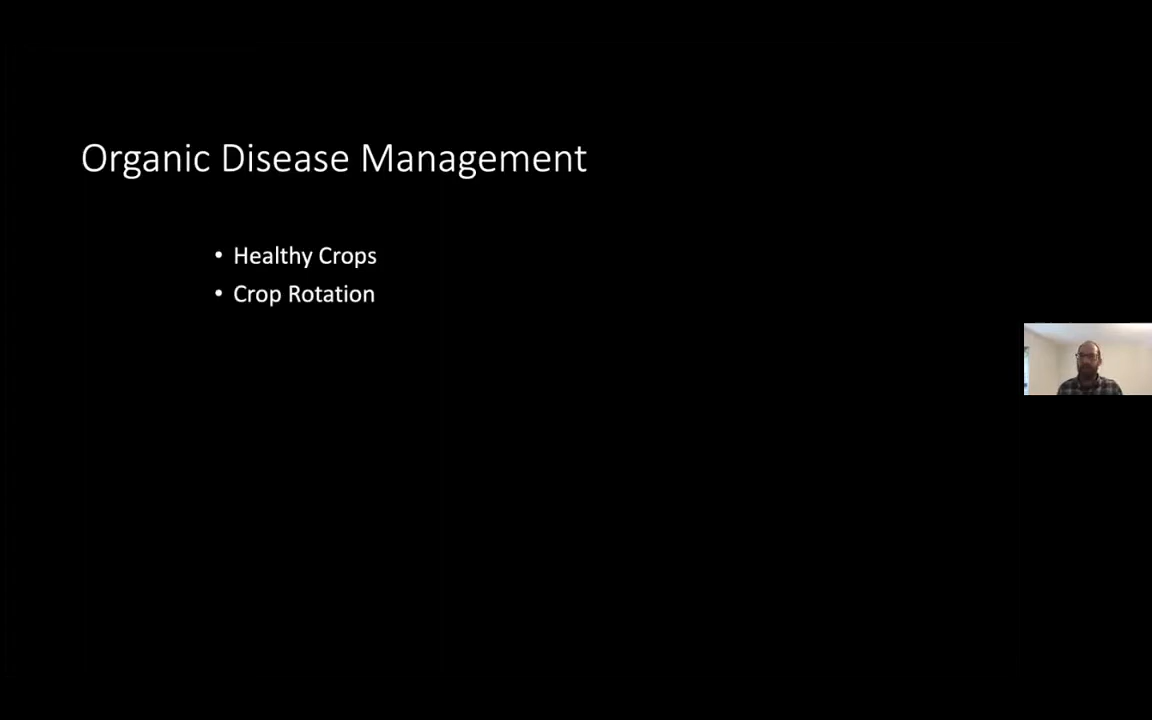 Organic Disease Management
• Healthy Crops
• Crop Rotation